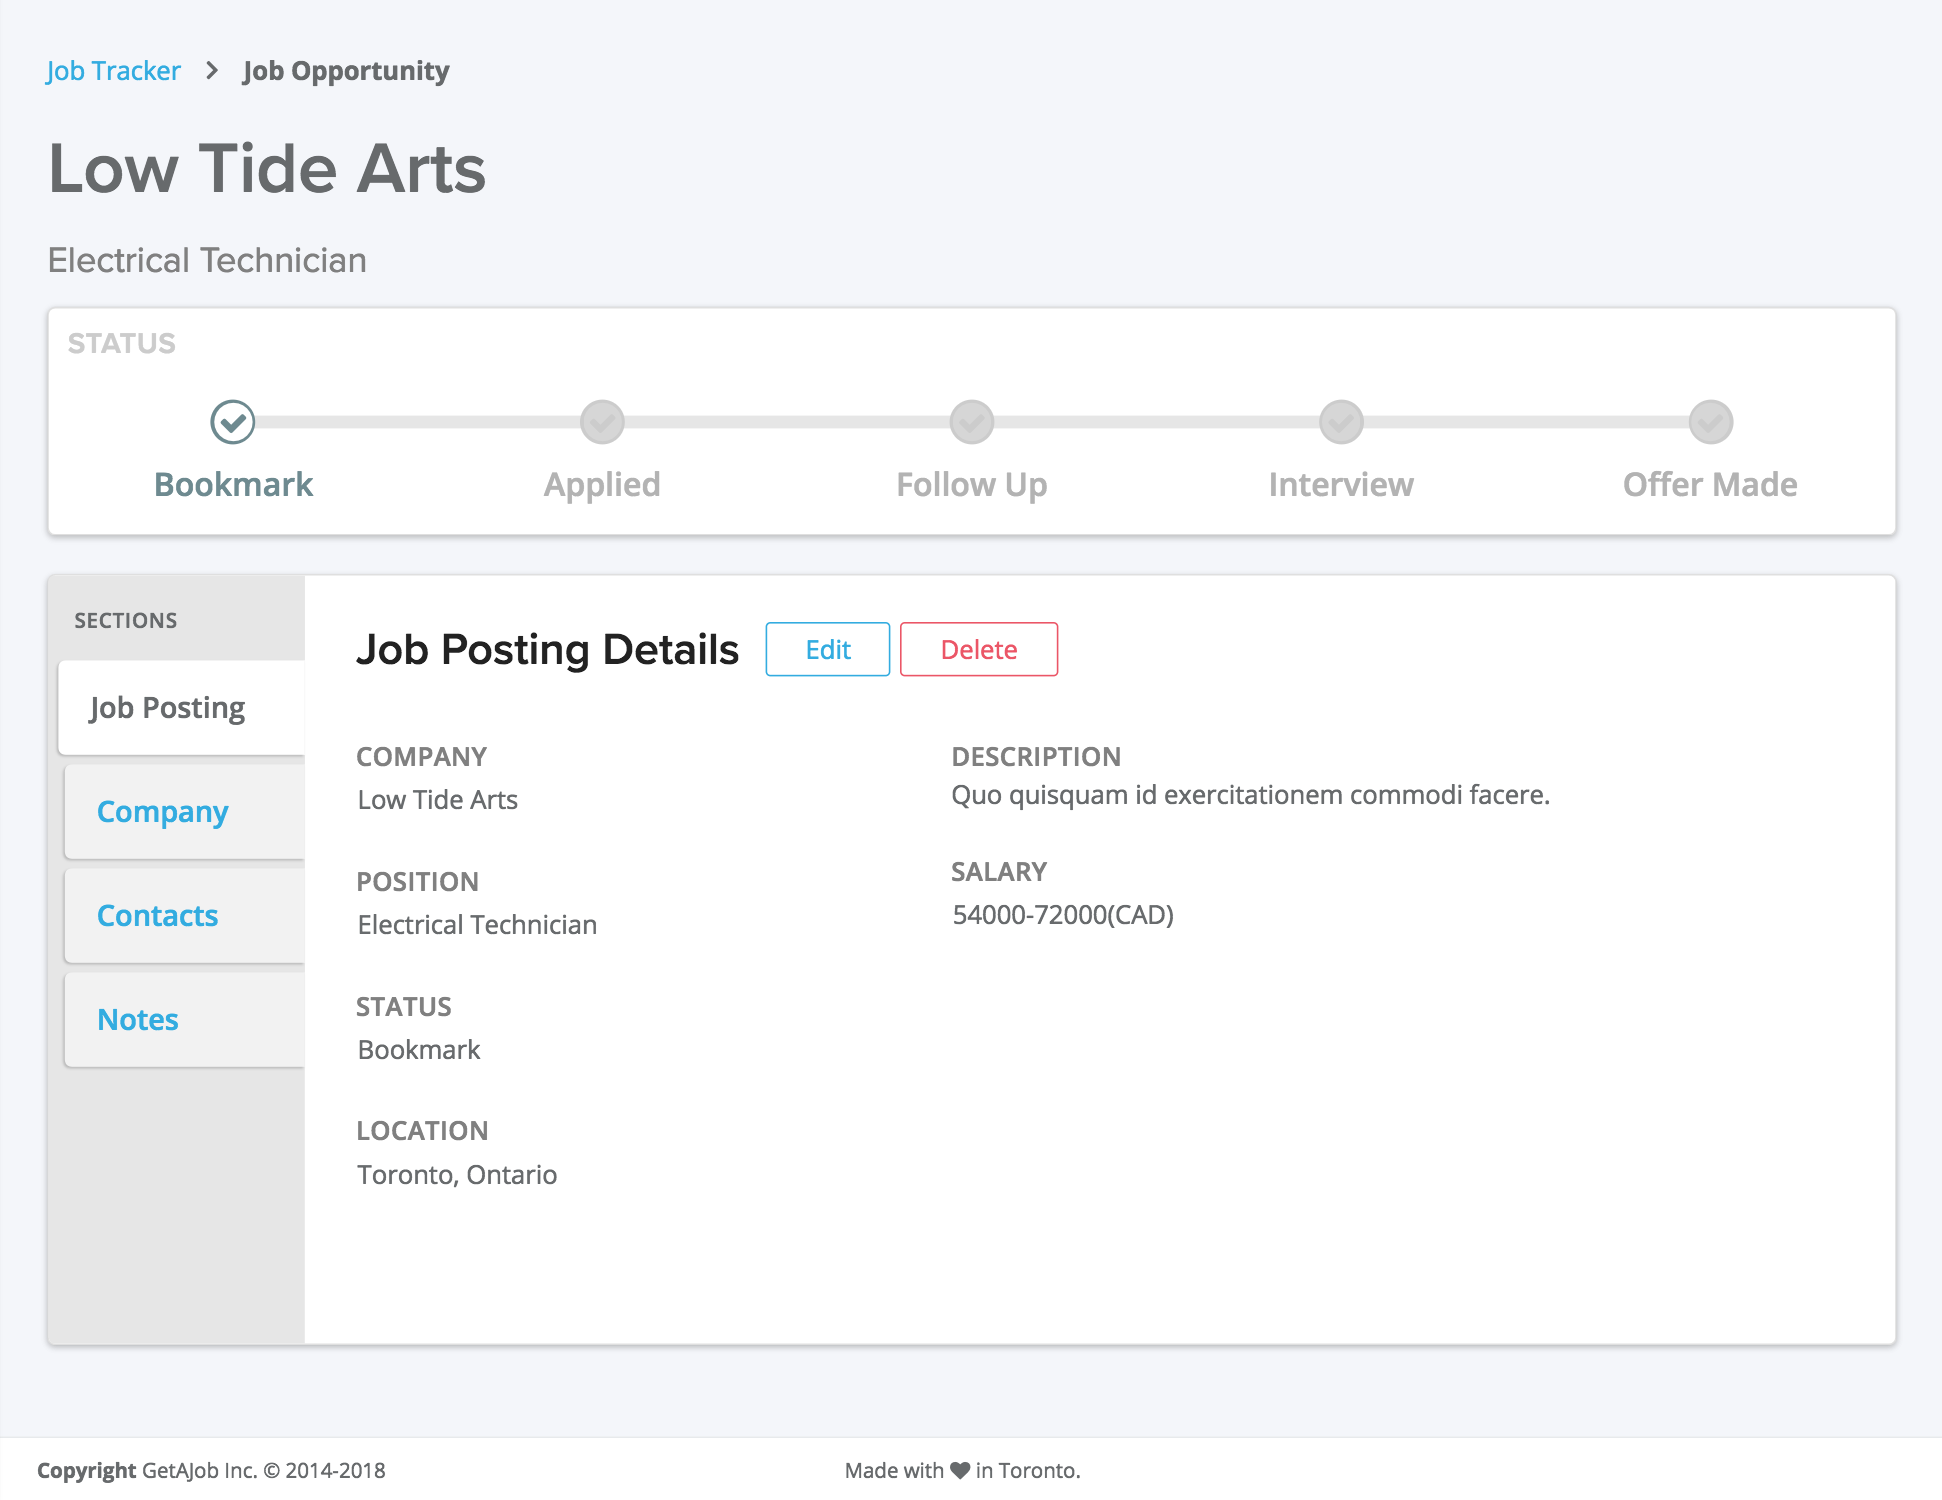 Job Tracker > Job Opportunity
Low Tide Arts
Electrical Technician
STATUS
Bookmark Applied Follow Up Interview Offer Made
SECTIONS
Job Posting
Company
Contacts
Notes
Job Posting Details Edit Delete
COMPANY
Low Tide Arts
POSITION
Electrical Technician
STATUS
Bookmark
LOCATION
Toronto, Ontario
DESCRIPTION
Quo quisquam id exercitationem commodi facere.
SALARY
54000-72000(CAD)
Copyright GetAJob Inc. © 2014-2018
Made with ♥ in Toronto.